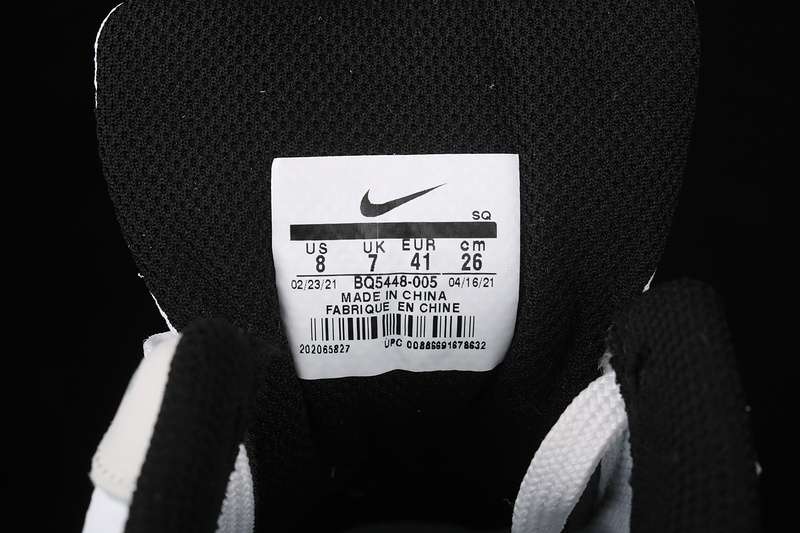 SQ
US UK EUR cm
8 7 41 26
02/23/21 BQ5448-005 04/16/21
MADE IN CHINA
FABRIQUE EN CHINE
202065827 UPC 00886691678632